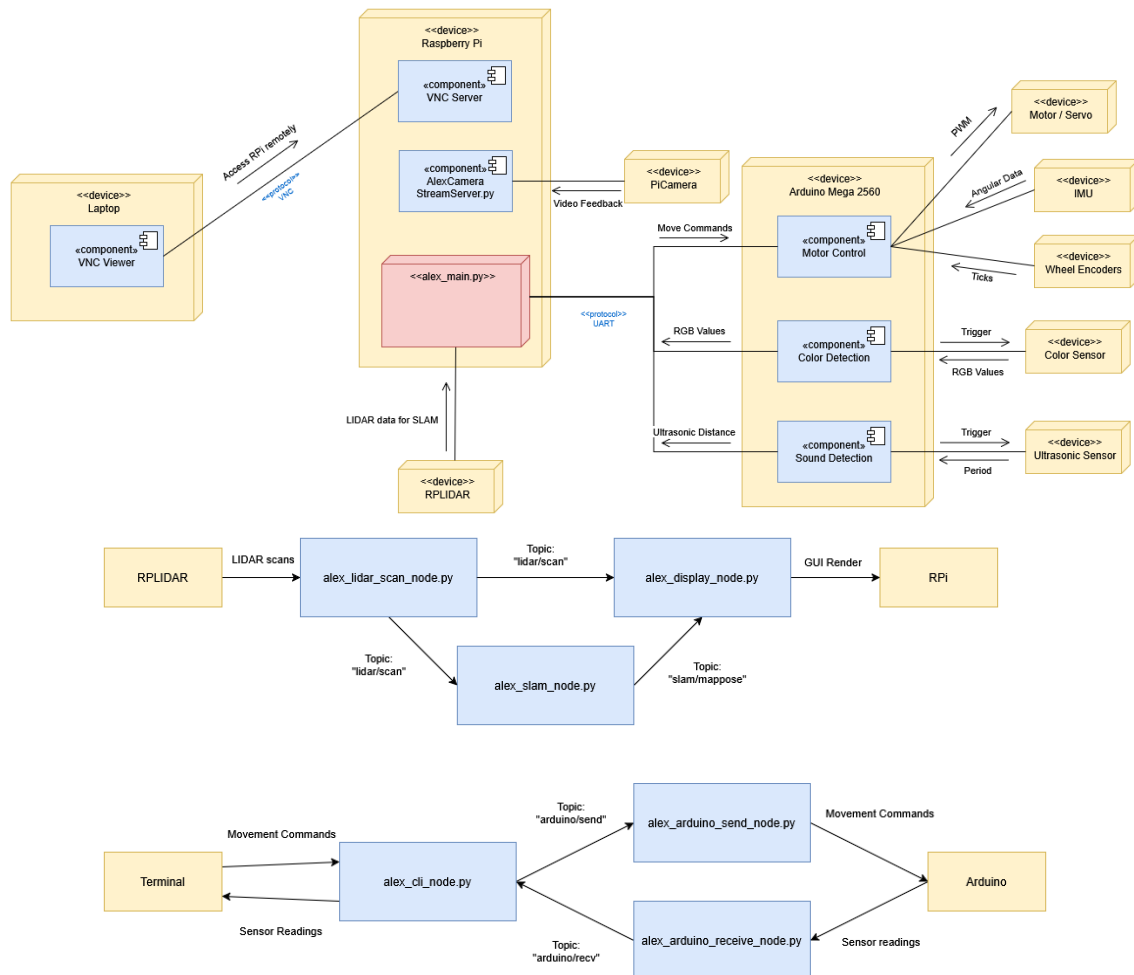 <<device>>
Raspberry Pi
«component»
VNC Server
Access RPi remotely
<<protocol>>
VNC
<<device>>
Laptop
«component»
VNC Viewer
«component»
AlexCamera
StreamServer.py
<<device>>
PiCamera
Video Feedback
<<alex_main.py>>
<<protocol>>
UART
LIDAR data for SLAM
<<device>>
RPLIDAR
<<device>>
Arduino Mega 2560
Move Commands
«component»
Motor Control
RGB Values
«component»
Color Detection
Ultrasonic Distance
«component»
Sound Detection
PWM
<<device>>
Motor / Servo
Angular Data
<<device>>
IMU
Ticks
<<device>>
Wheel Encoders
Trigger
RGB Values
<<device>>
Color Sensor
Trigger
Period
<<device>>
Ultrasonic Sensor
RPLIDAR
LIDAR scans
alex_lidar_scan_node.py
Topic:
"lidar/scan"
alex_display_node.py
GUI Render
RPi
Topic:
"lidar/scan"
alex_slam_node.py
Topic:
"slam/mappose"
Terminal
Movement Commands
Sensor Readings
alex_cli_node.py
Topic:
"arduino/send"
alex_arduino_send_node.py
Movement Commands
Arduino
Topic:
"arduino/recv"
alex_arduino_receive_node.py
Sensor readings